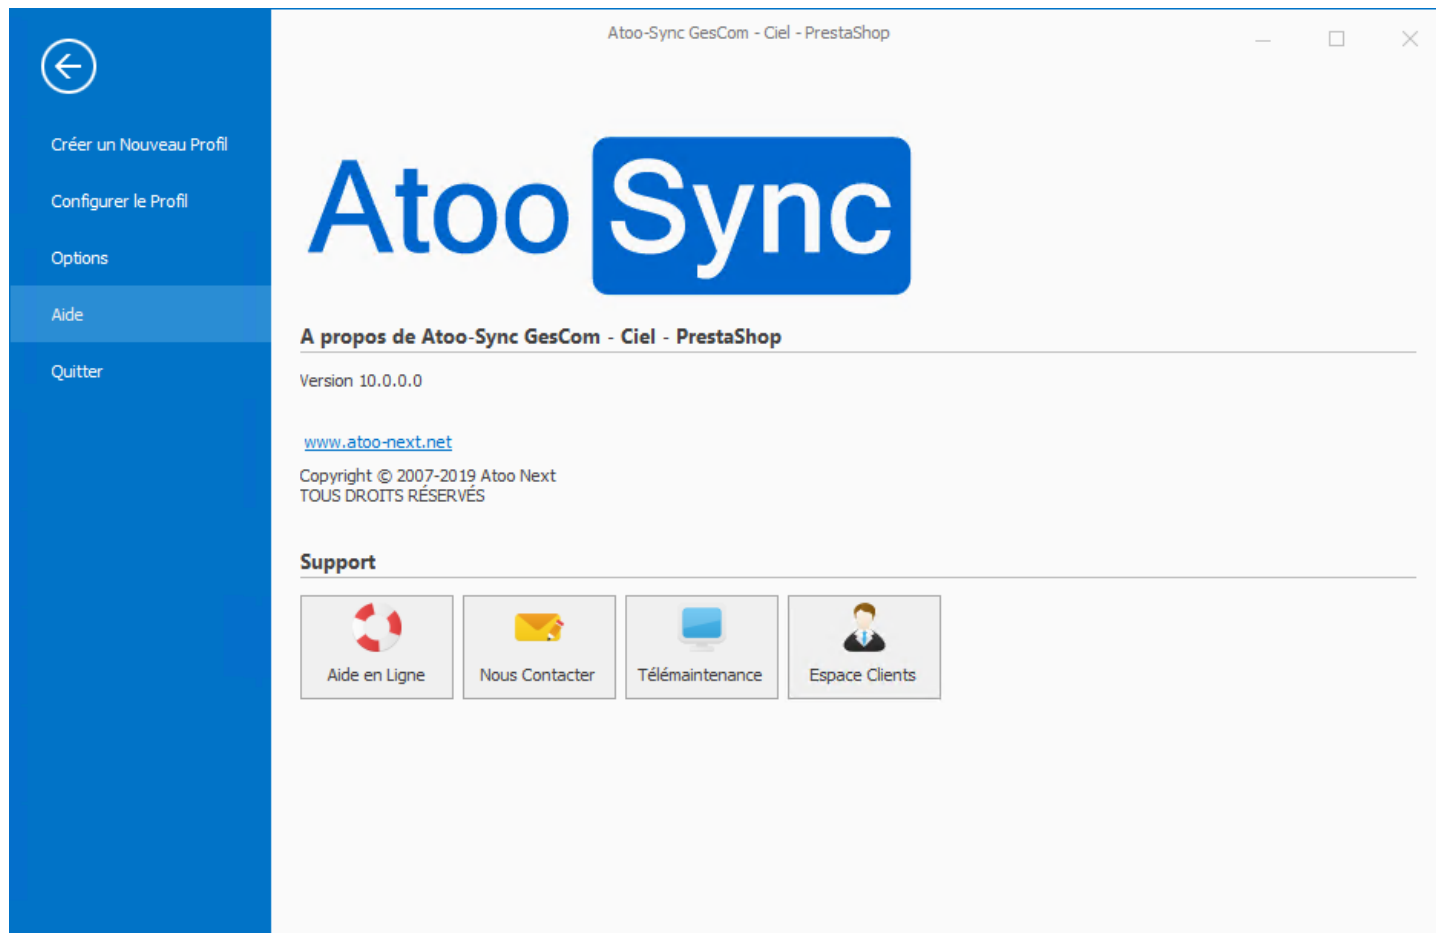 Atoo-Sync GesCom - Ciel - PrestaShop
Créer un Nouveau Profil
Configurer le Profil
Options
Aide
Quitter
Atoo Sync
A propos de Atoo-Sync GesCom - Ciel - PrestaShop
Version 10.0.0.0
www.atoo-next.net
Copyright © 2007-2019 Atoo Next
TOUS DROITS RÉSERVÉS
Support
Aide en Ligne
Nous Contacter
Télémaintenance
Espace Clients